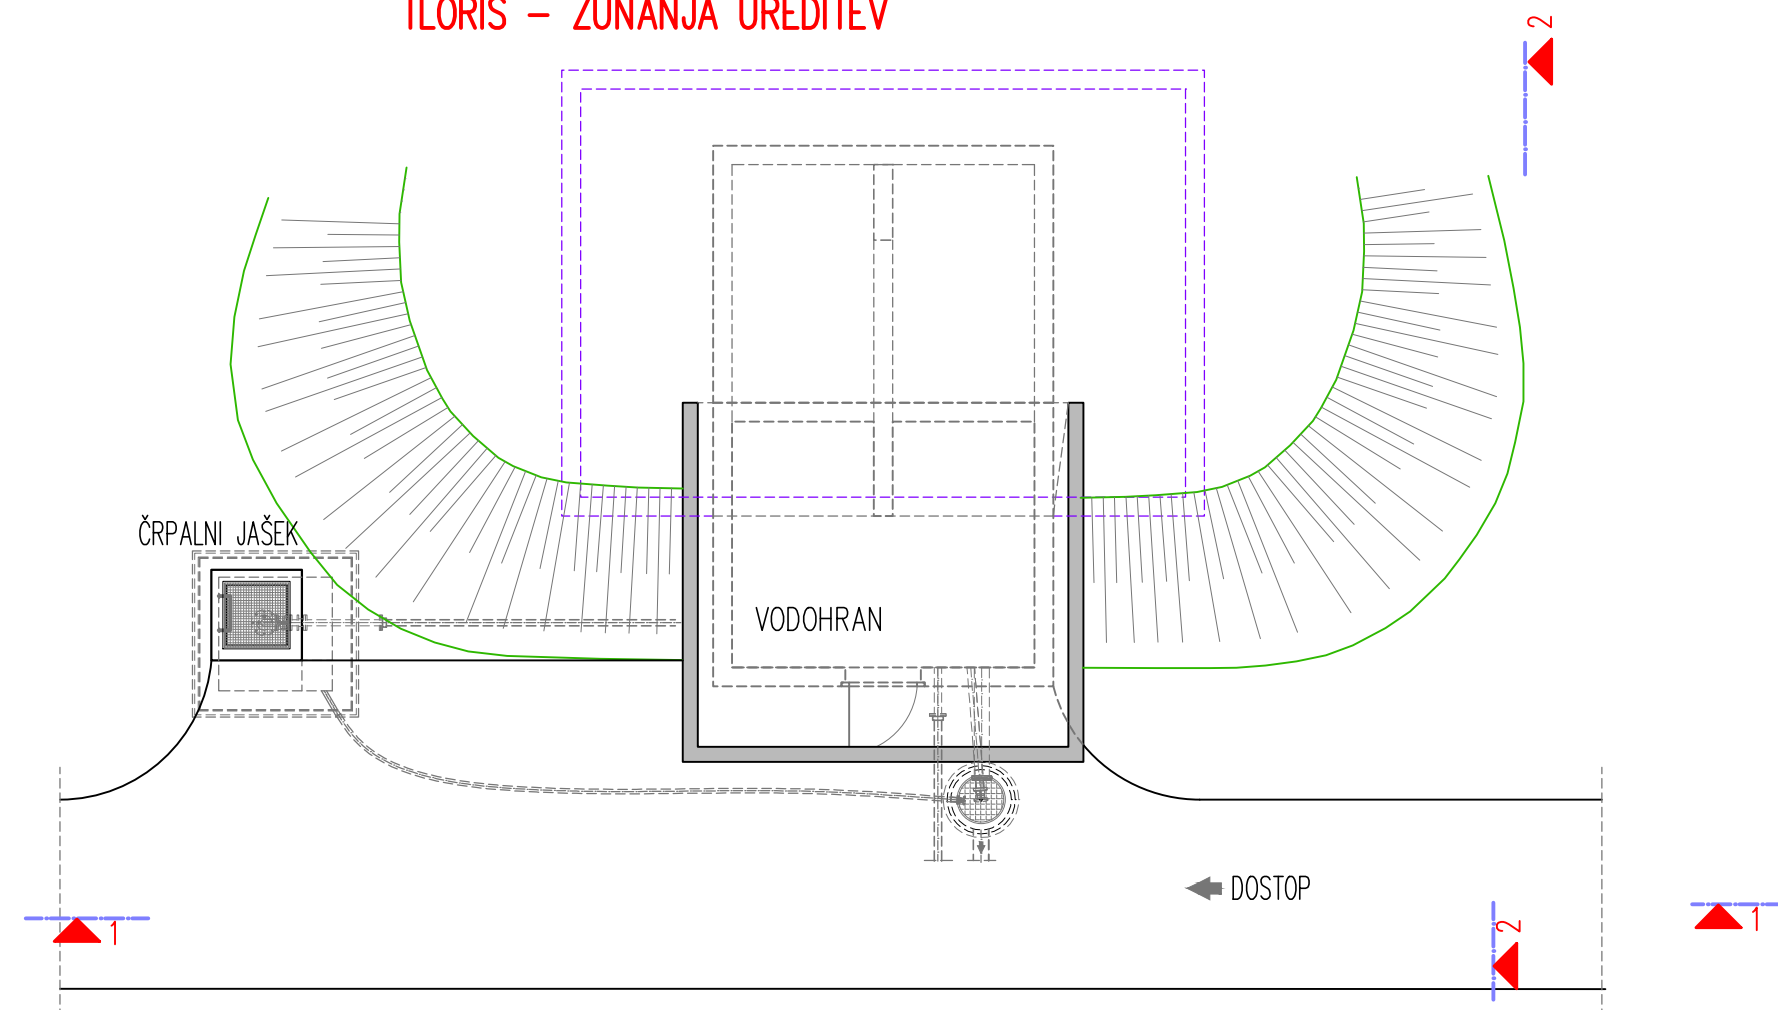 TLORIS – ZUNANJA UREDITEV
2
ČRPALNI JAŠEK
VODOHRAN
DOSTOP
1
2
1